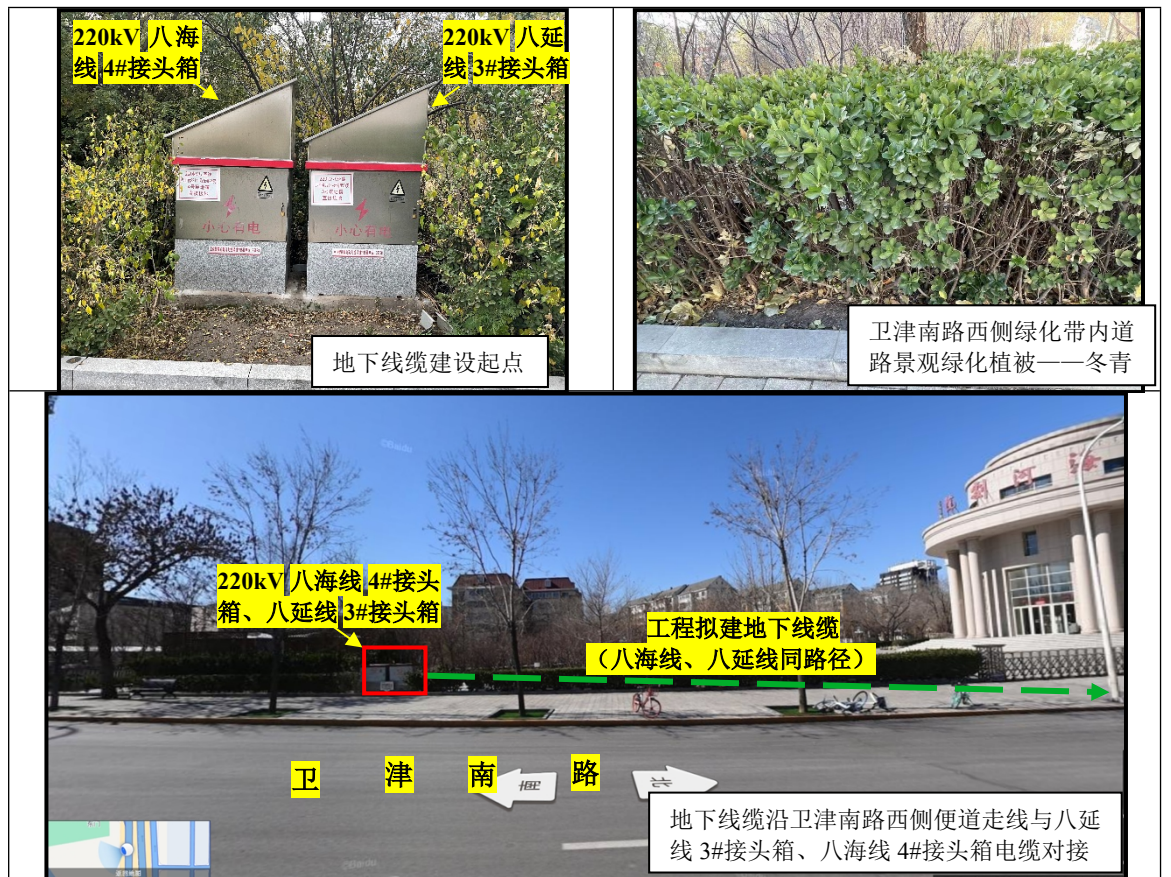 220kV 八海
线 4#接头箱
220kV 八延
线 3#接头箱
小心有电
小心有电
地下线缆建设起点
卫津南路西侧绿化带内道
路景观绿化植被——冬青
220kV 八海线 4#接头
箱、八延线 3#接头箱
工程拟建地下线缆
（八海线、八延线同路径）
卫 津 南 路
南
北
地下线缆沿卫津南路西侧便道走线与八延
线 3#接头箱、八海线 4#接头箱电缆对接